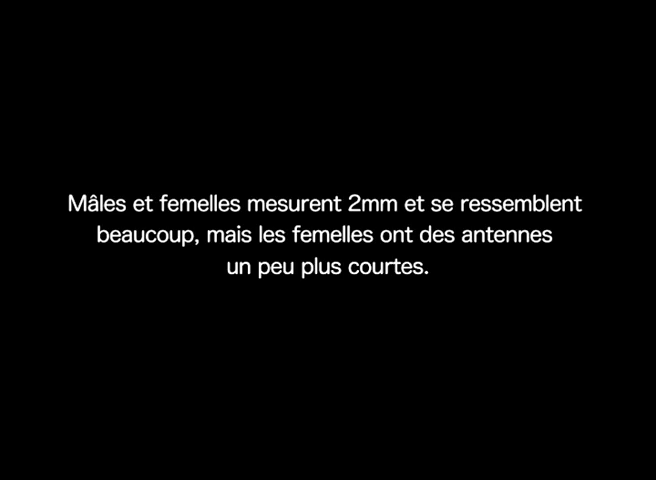 Mâles et femelles mesurent 2mm et se ressemblent
beaucoup, mais les femelles ont des antennes
un peu plus courtes.